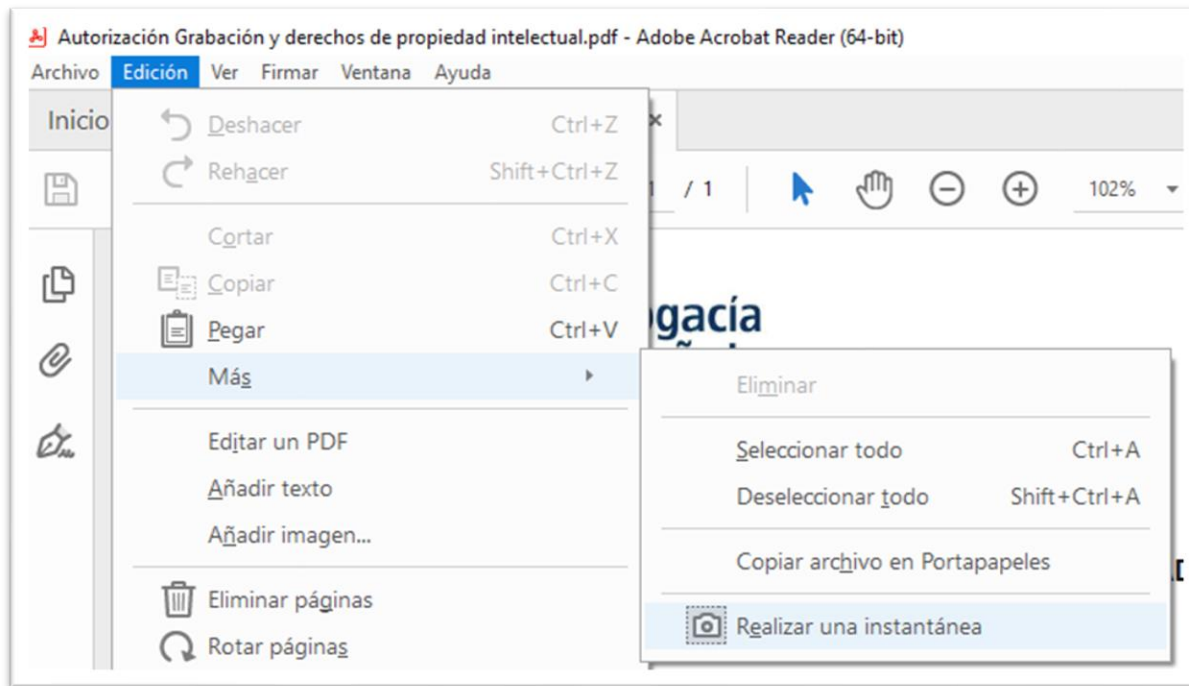 Autorización Grabación y derechos de propiedad intelectual.pdf - Adobe Acrobat Reader (64-bit)
Archivo Edición Ver Firmar Ventana Ayuda
Inicio
Deshacer Ctrl+Z
Rehacer Shift+Ctrl+Z
1 / 1 102%
Cortar Ctrl+X
Copiar Ctrl+C
Pegar Ctrl+V
Más
Editar un PDF
Añadir texto
Añadir imagen...
Eliminar páginas
Rotar páginas
ogacía
Eliminar
Seleccionar todo Ctrl+A
Deseleccionar todo Shift+Ctrl+A
Copiar archivo en Portapapeles
Realizar una instantánea